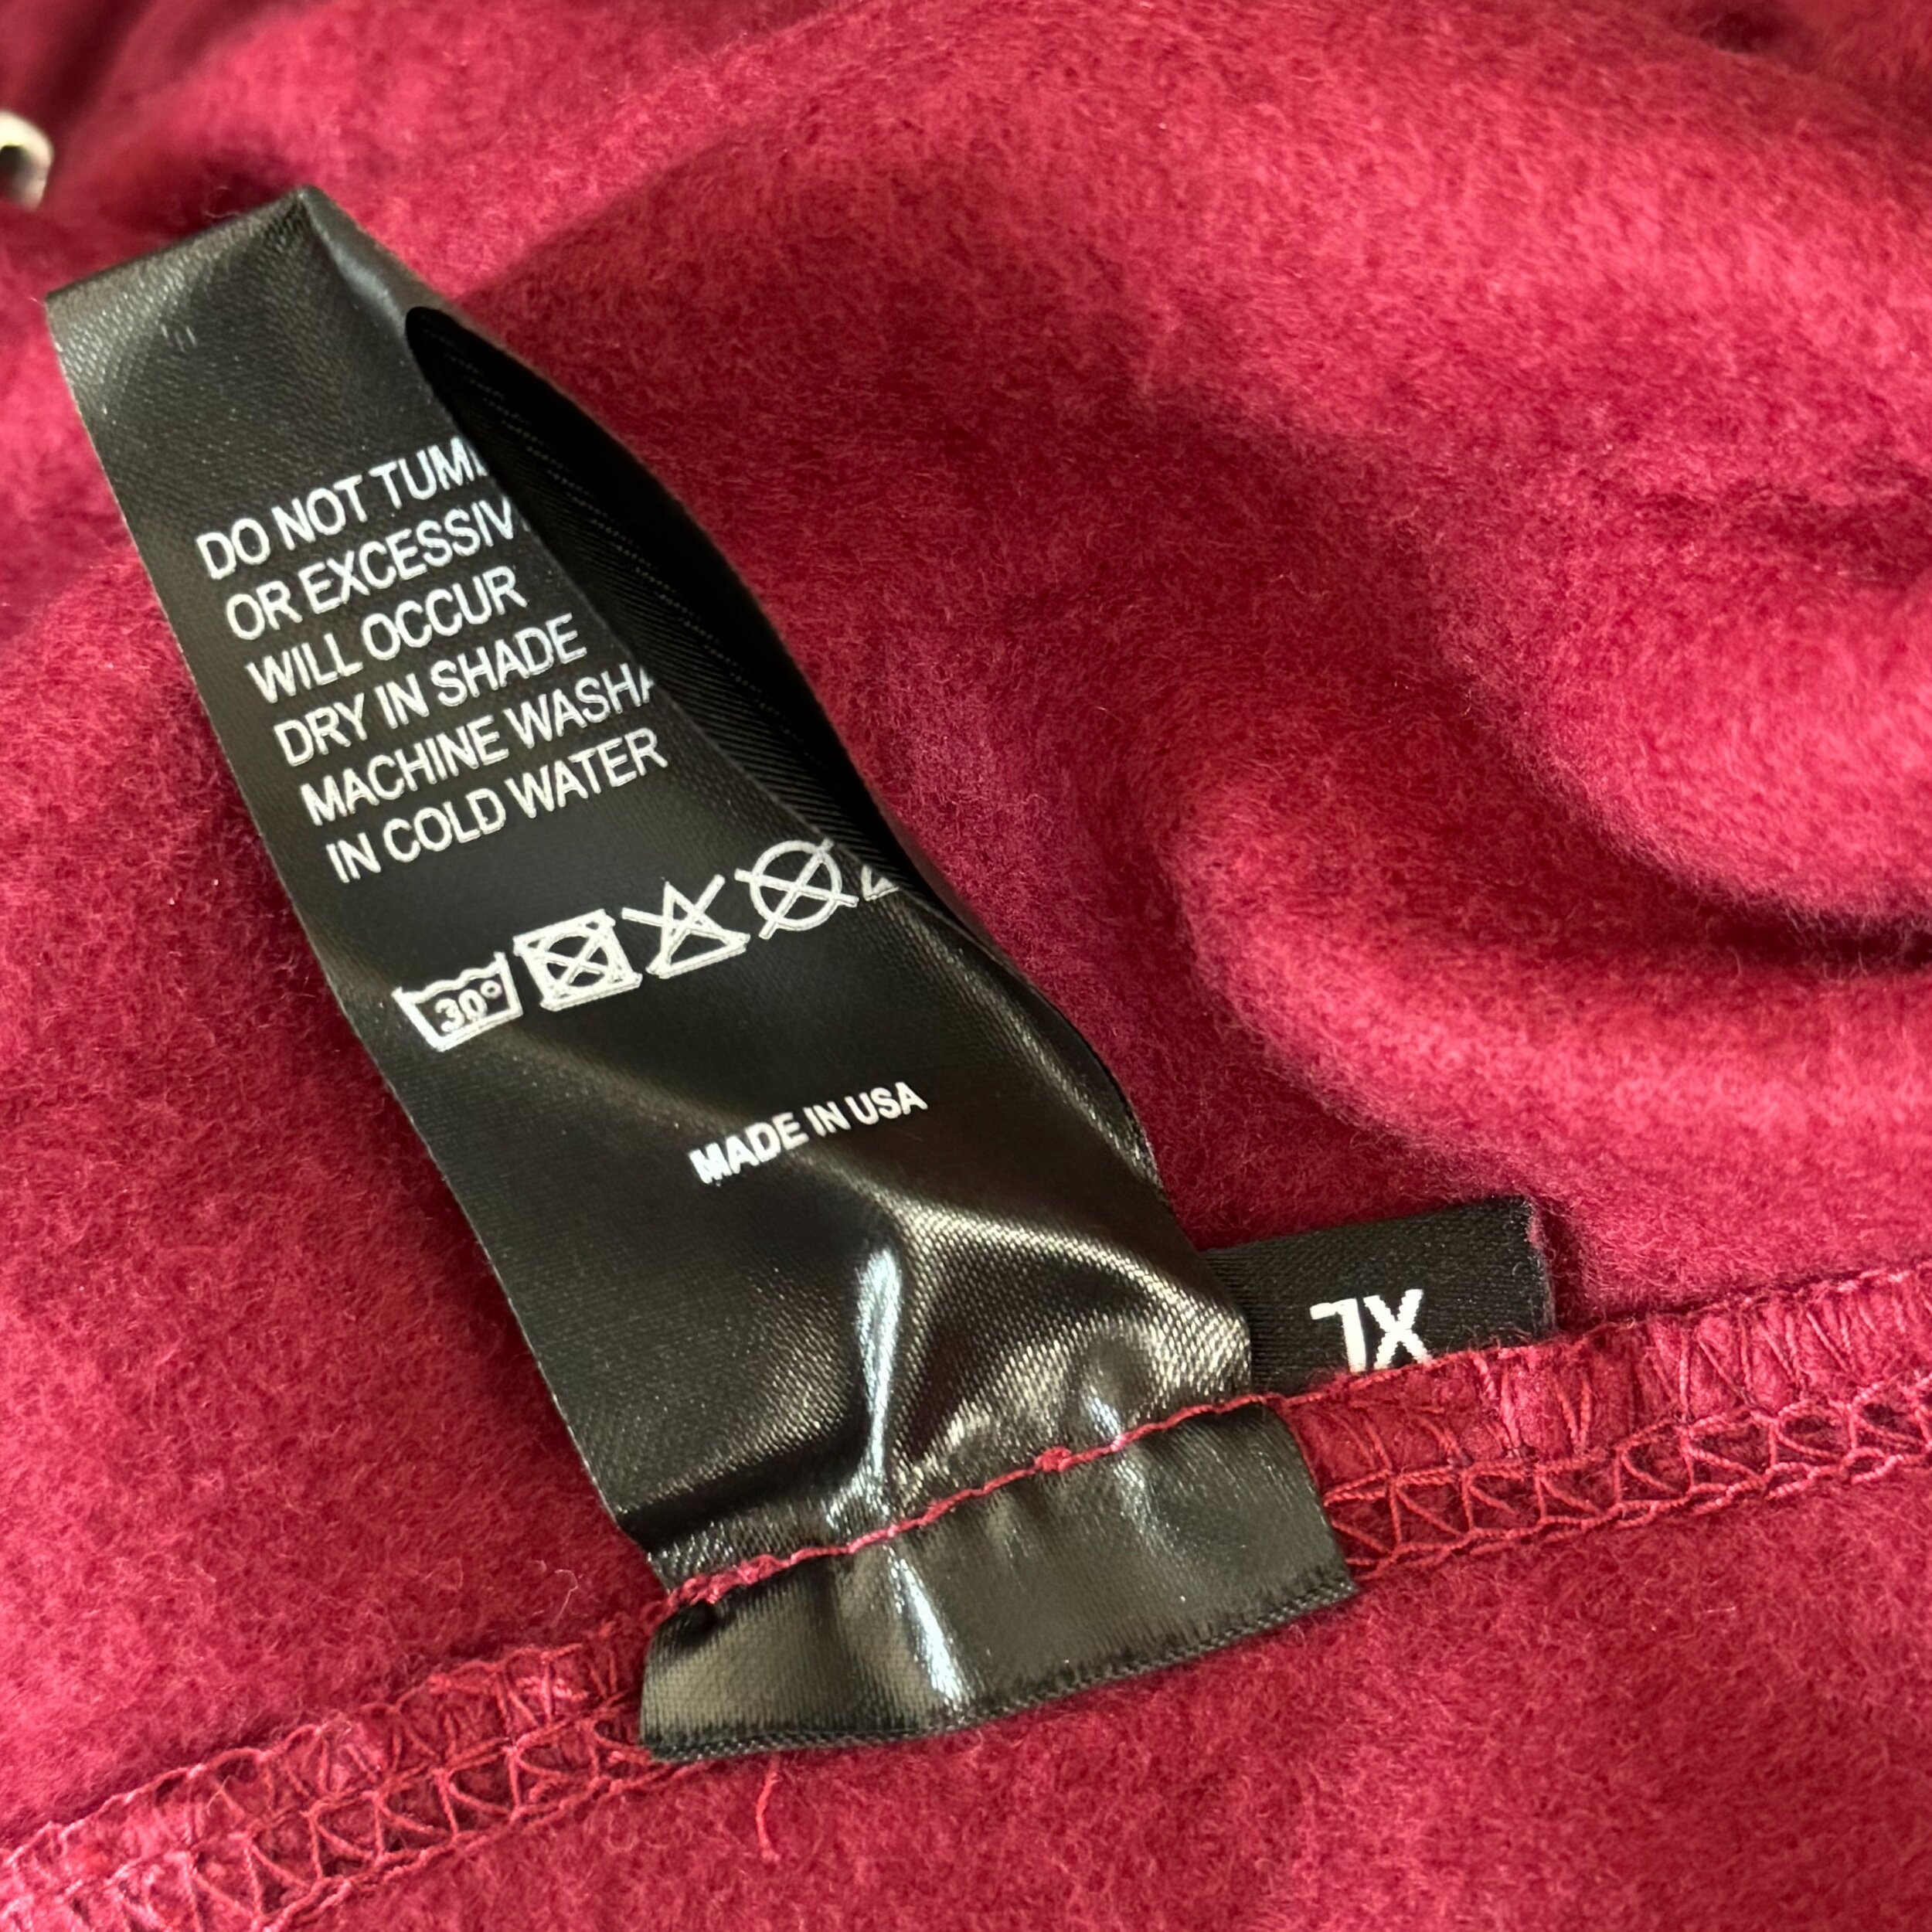 DO NOT TUM
OR EXCESSIV
WILL OCCUR
DRY IN SHADE
MACHINE WASHA
IN COLD WATER
30°
MADE IN USA
XL